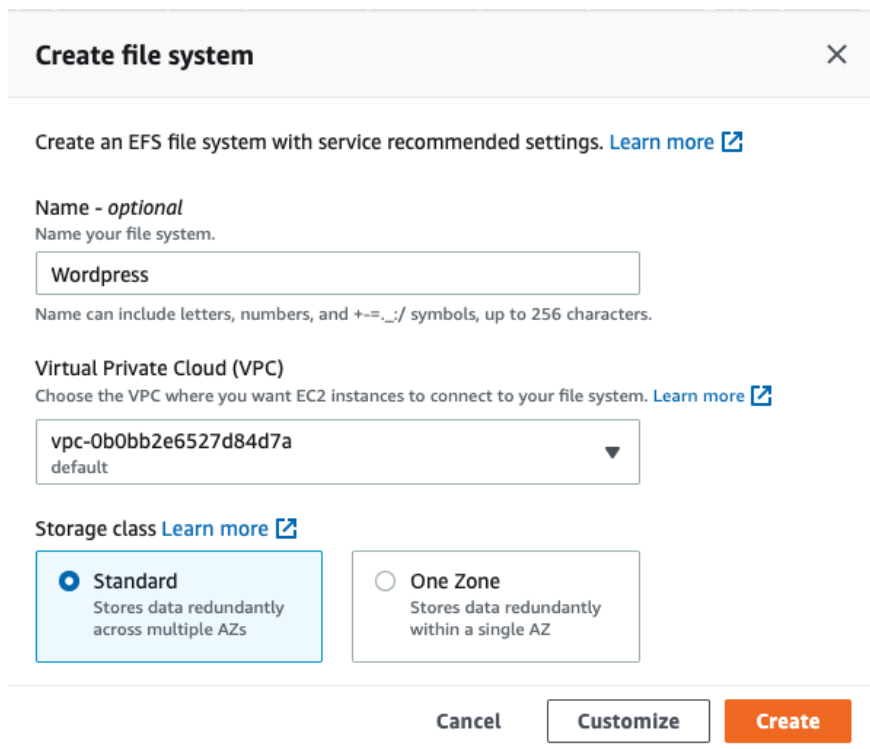 Create file system
Create an EFS file system with service recommended settings. Learn more
Name - optional
Name your file system.
Wordpress
Name can include letters, numbers, and +-=._:/ symbols, up to 256 characters.
Virtual Private Cloud (VPC)
Choose the VPC where you want EC2 instances to connect to your file system. Learn more
vpc-0b0bb2e6527d84d7a
default
Storage class Learn more
Standard
Stores data redundantly
across multiple AZs
One Zone
Stores data redundantly
within a single AZ
Cancel Customize Create